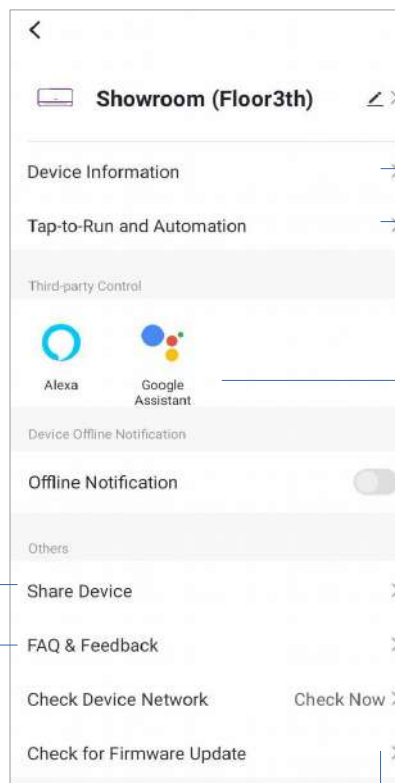 Showroom (Floor3th)
Device Information
Tap-to-Run and Automation
Third-party Control
Alexa
Google
Assistant
Device Offline Notification
Offline Notification
Others
Share Device
FAQ & Feedback
Check Device Network Check Now
Check for Firmware Update